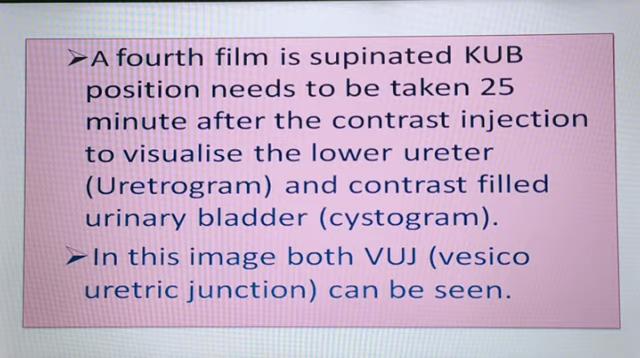 ➢A fourth film is supinated KUB
position needs to be taken 25
minute after the contrast injection
to visualise the lower ureter
(Uretrogram) and contrast filled
urinary bladder (cystogram).
➢In this image both VUJ (vesico
uretric junction) can be seen.